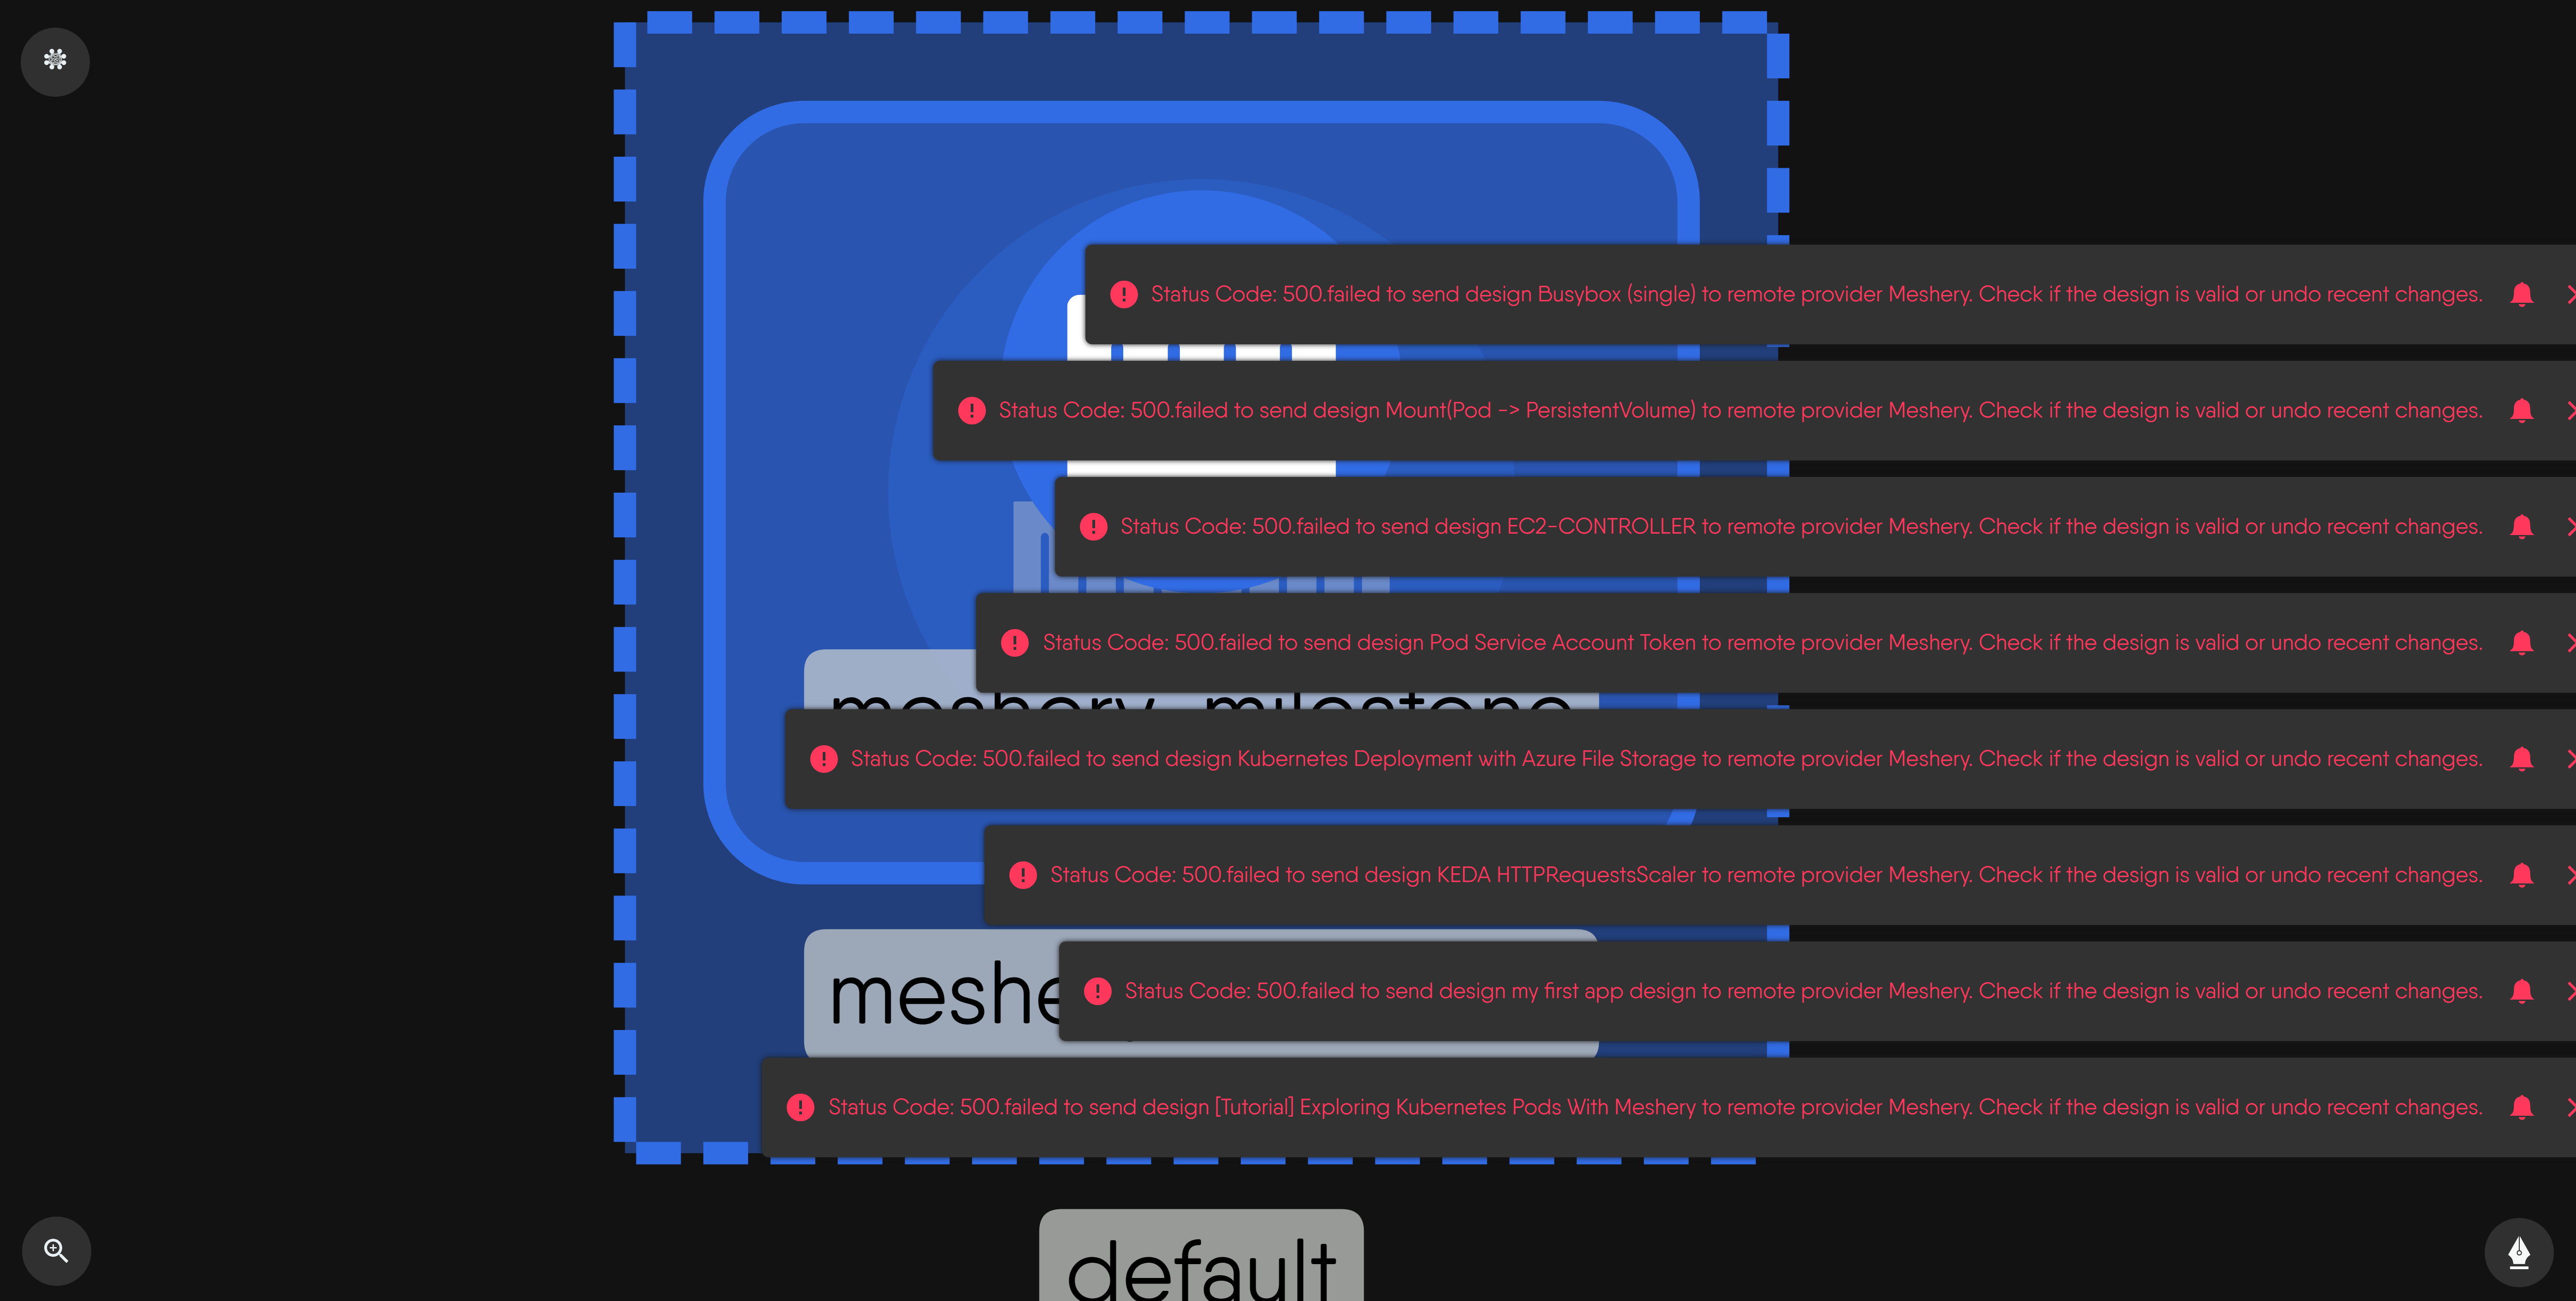 Status Code: 500.failed to send design Busybox (single) to remote provider Meshery. Check if the design is valid or undo recent changes.
Status Code: 500.failed to send design Mount(Pod -> PersistentVolume) to remote provider Meshery. Check if the design is valid or undo recent changes.
Status Code: 500.failed to send design EC2-CONTROLLER to remote provider Meshery. Check if the design is valid or undo recent changes.
Status Code: 500.failed to send design Pod Service Account Token to remote provider Meshery. Check if the design is valid or undo recent changes.
meshery-milestone
Status Code: 500.failed to send design Kubernetes Deployment with Azure File Storage to remote provider Meshery. Check if the design is valid or undo recent changes.
Status Code: 500.failed to send design KEDA HTTPRequestsScaler to remote provider Meshery. Check if the design is valid or undo recent changes.
meshe
Status Code: 500.failed to send design my first app design to remote provider Meshery. Check if the design is valid or undo recent changes.
Status Code: 500.failed to send design [Tutorial] Exploring Kubernetes Pods With Meshery to remote provider Meshery. Check if the design is valid or undo recent changes.
default